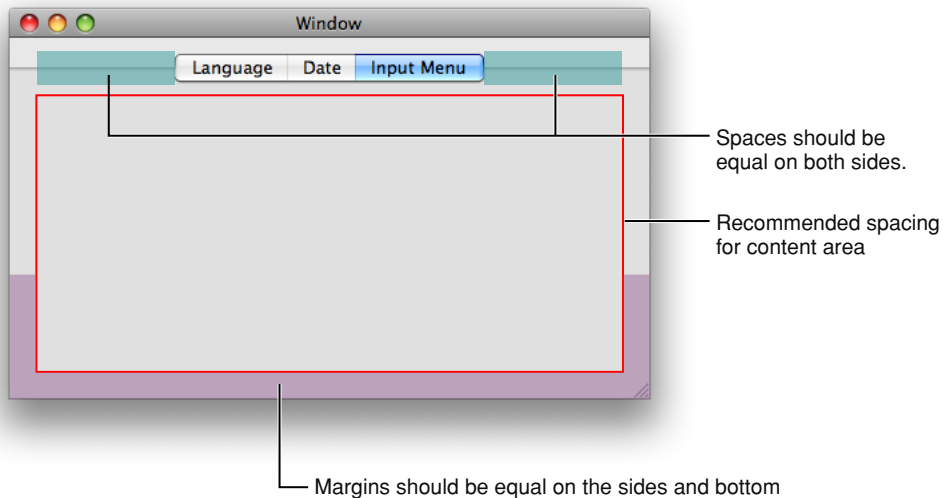 Window
Language Date Input Menu
Spaces should be
equal on both sides.
Recommended spacing
for content area
Margins should be equal on the sides and bottom